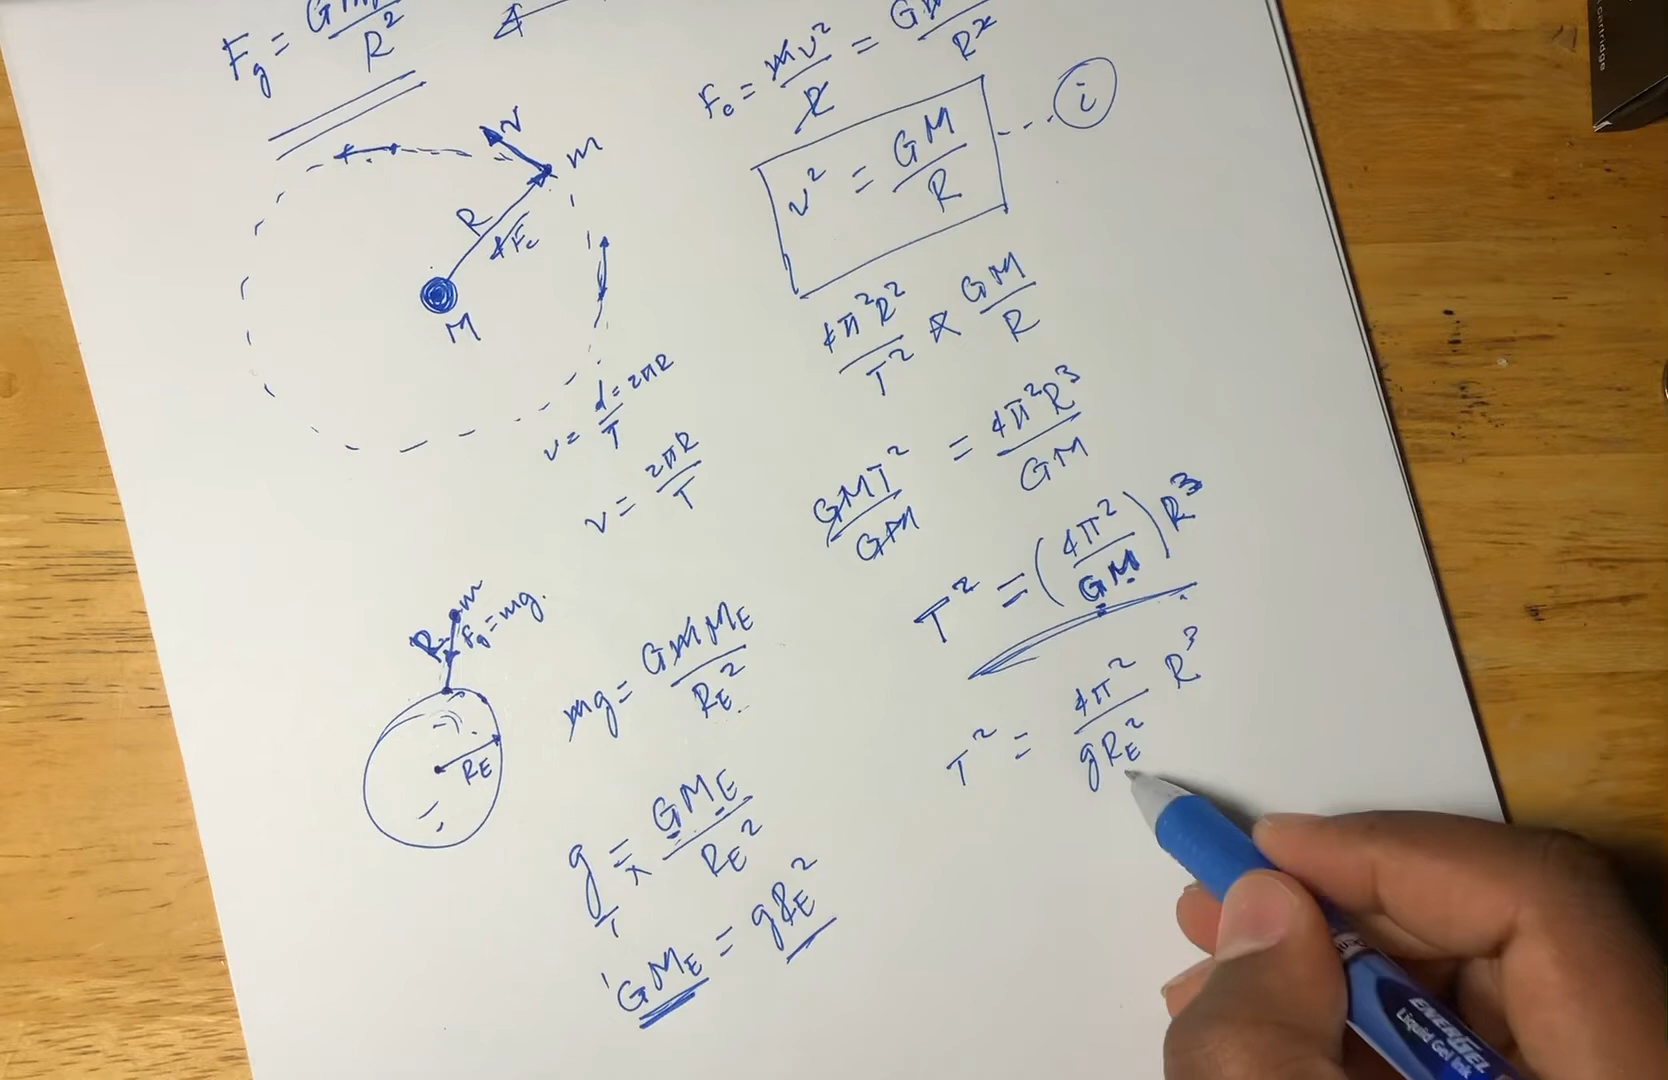 F_g = Gm / R²
F_c = mv² / R = G / R²
v
m
v² = GM / R
i
R
F_c
M
4π²R² / T² = GM / R
v = d = 2πR / T
GMT² / GM = 4π²R³ / GM
v = 2πR / T
T² = (4π² / GM) R³
m
F_g = mg.
R
mg = GmM_E / R_E²
T² = 4π² / gR_E² R³
R_E
g / 1 = GM_E / R_E²
GM_E = gR_E²
cartridge
ENERGEL
Liquid Gel Ink